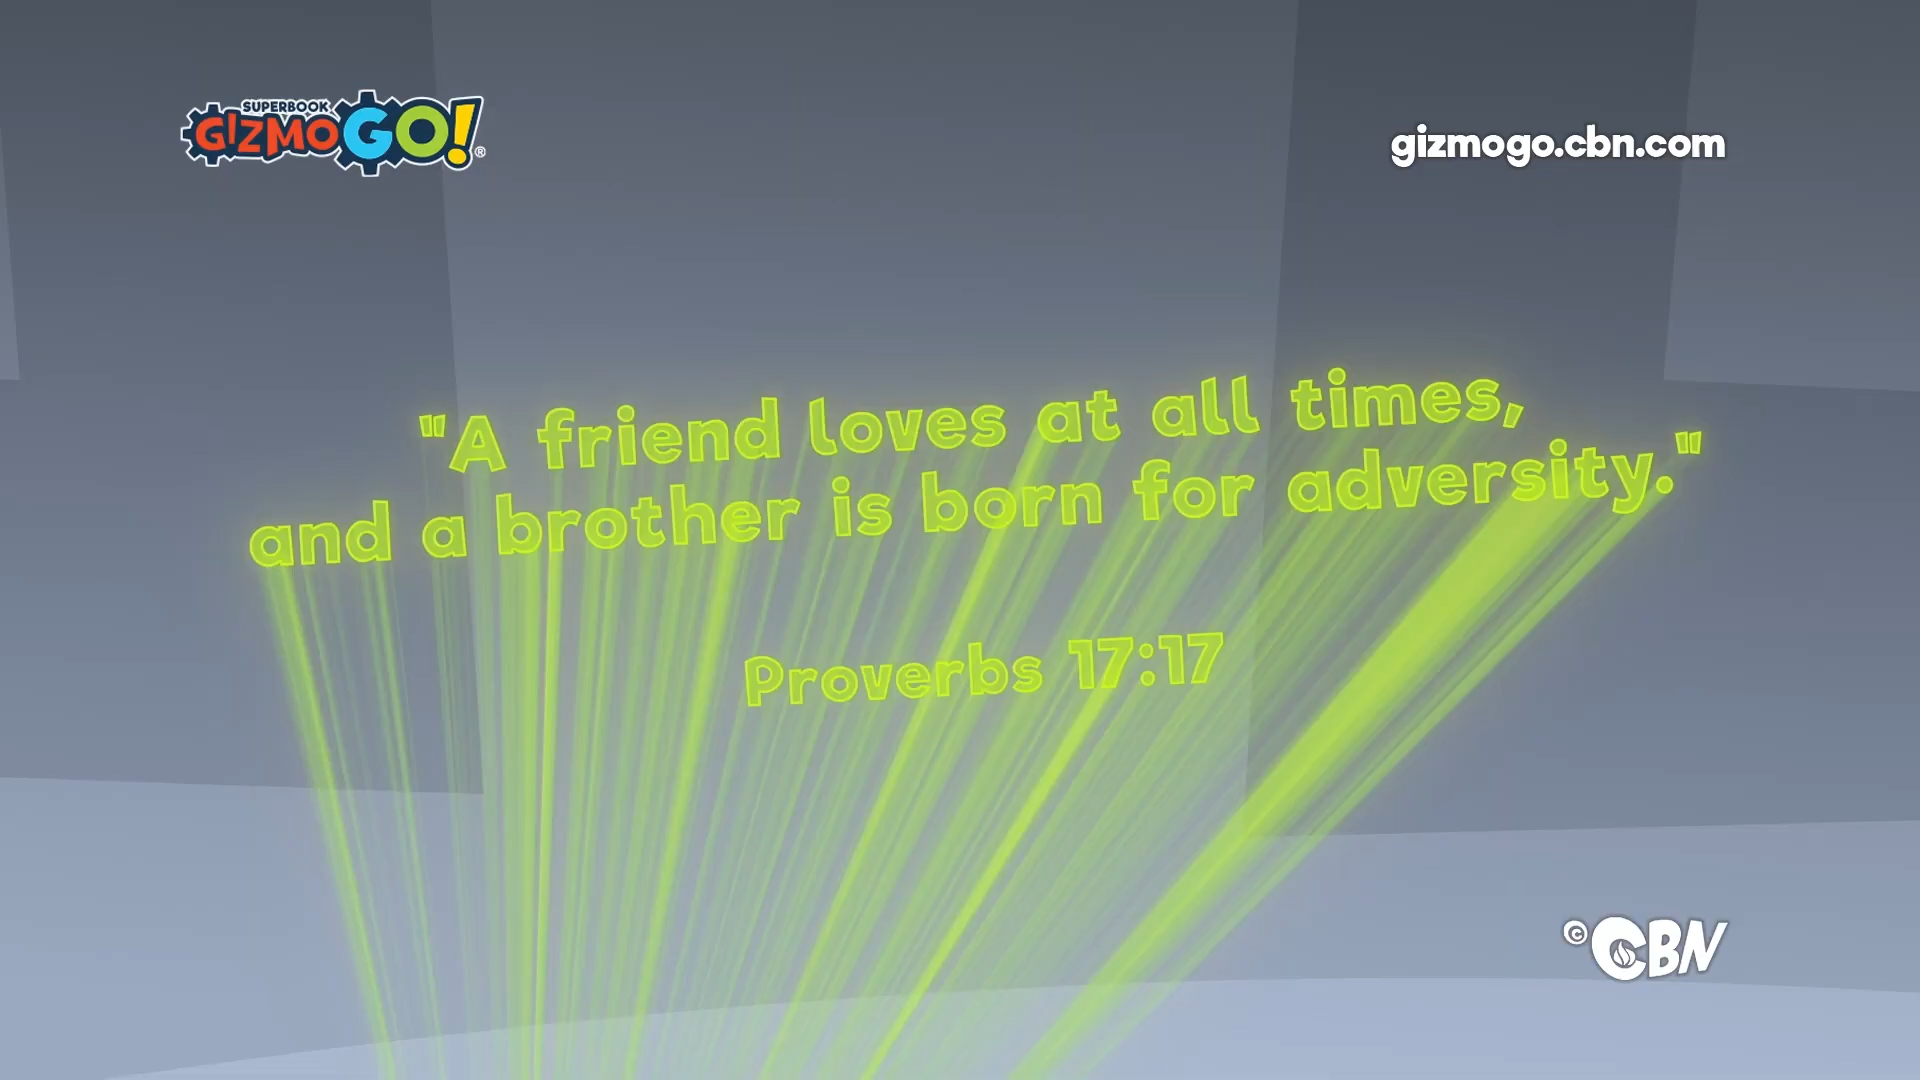 SUPERBOOK
GIZMO GO!®
gizmogo.cbn.com
"A friend loves at all times,
and a brother is born for adversity."
Proverbs 17:17
© CBN